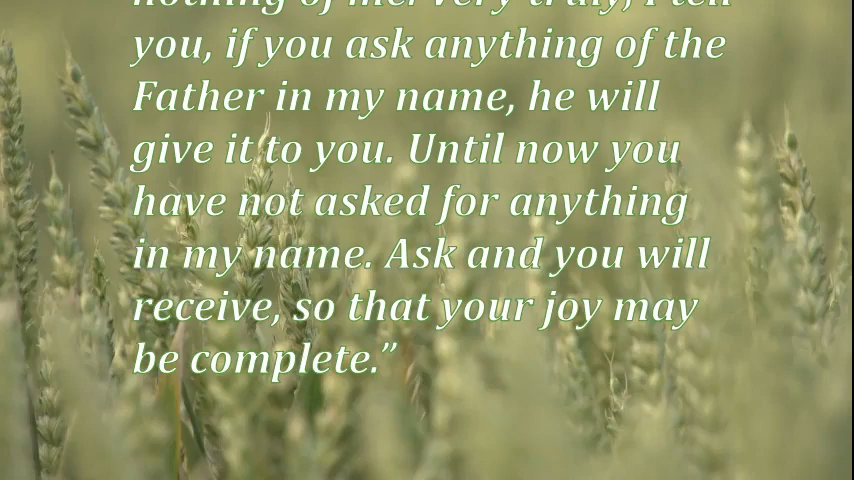 nothing of me. Very truly, I tell
you, if you ask anything of the
Father in my name, he will
give it to you. Until now you
have not asked for anything
in my name. Ask and you will
receive, so that your joy may
be complete.”